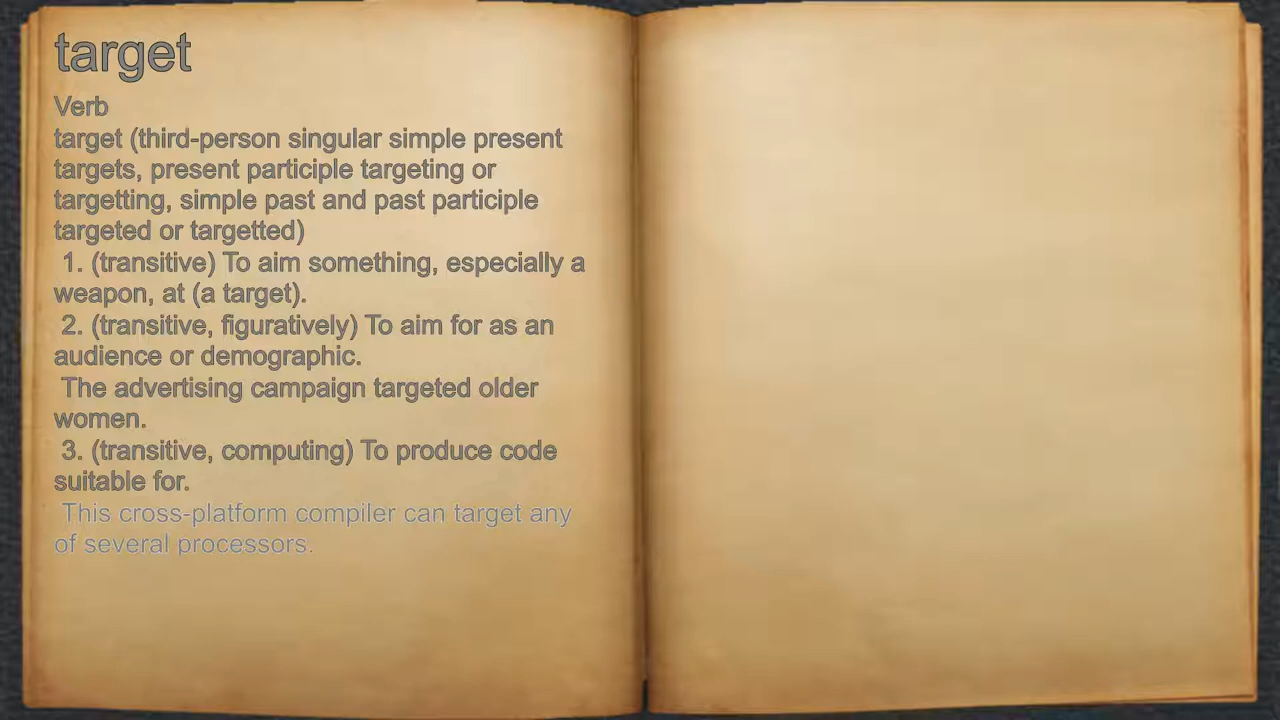 target
Verb
target (third-person singular simple present
targets, present participle targeting or
targetting, simple past and past participle
targeted or targetted)
1. (transitive) To aim something, especially a
weapon, at (a target).
2. (transitive, figuratively) To aim for as an
audience or demographic.
The advertising campaign targeted older
women.
3. (transitive, computing) To produce code
suitable for.
This cross-platform compiler can target any
of several processors.